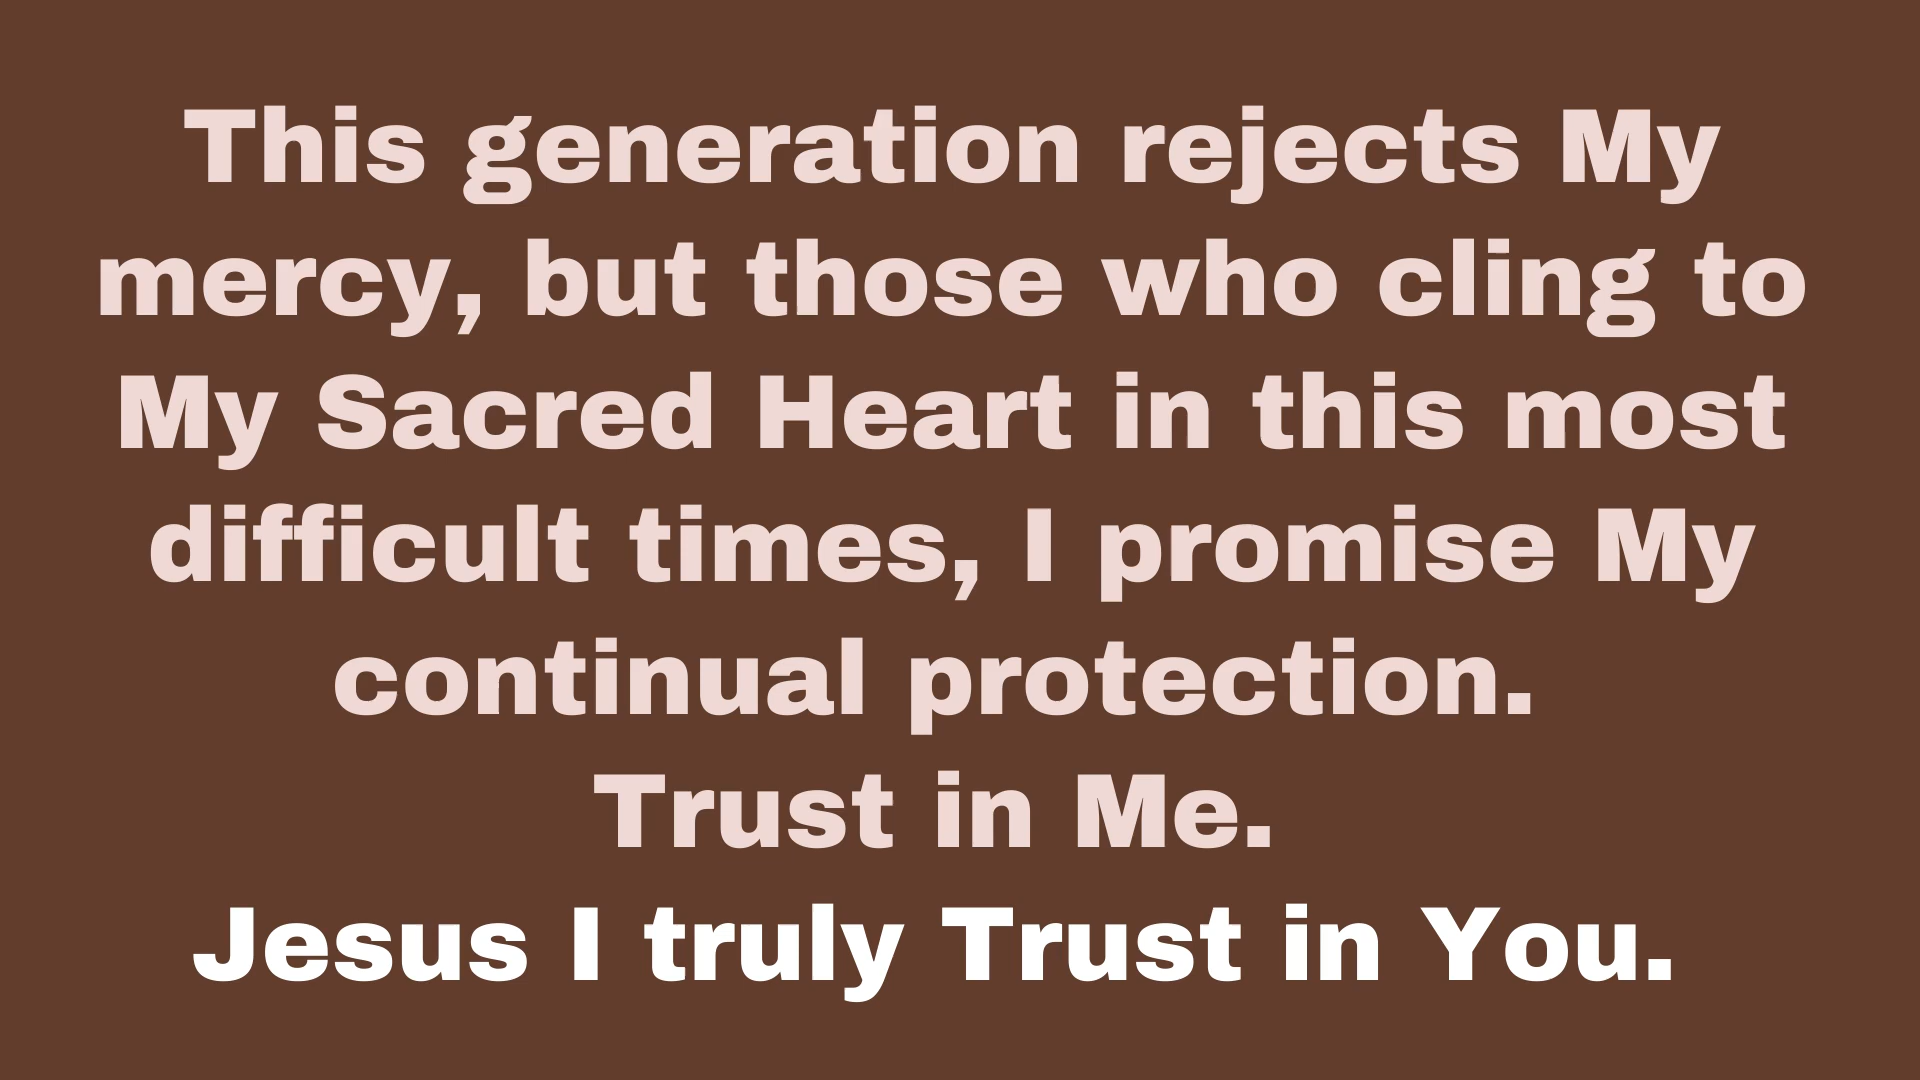 This generation rejects My
mercy, but those who cling to
My Sacred Heart in this most
difficult times, I promise My
continual protection.
Trust in Me.
Jesus I truly Trust in You.